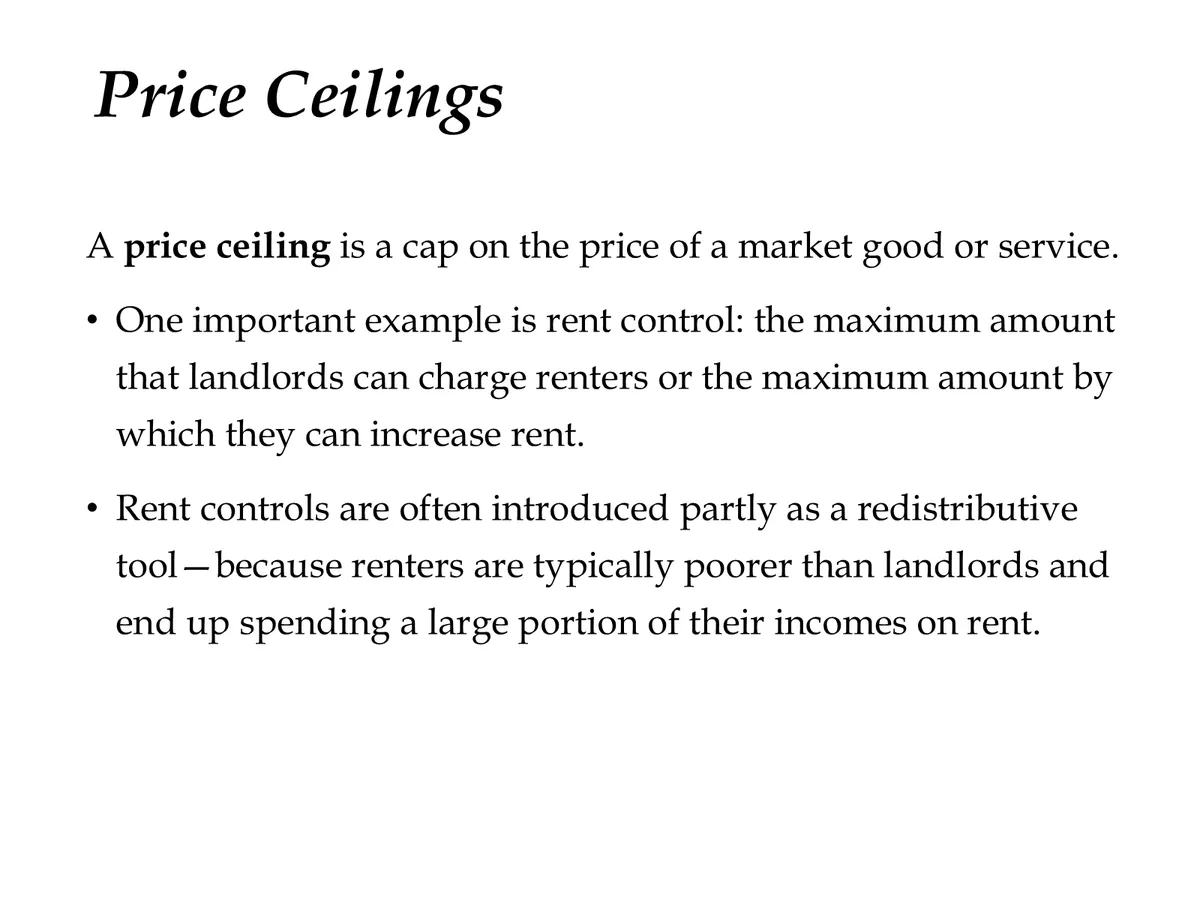 Price Ceilings
A price ceiling is a cap on the price of a market good or service.
• One important example is rent control: the maximum amount
that landlords can charge renters or the maximum amount by
which they can increase rent.
• Rent controls are often introduced partly as a redistributive
tool—because renters are typically poorer than landlords and
end up spending a large portion of their incomes on rent.